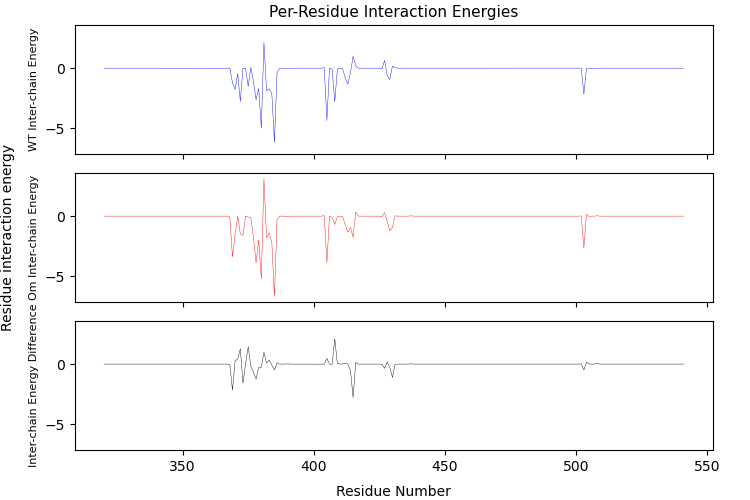 Per-Residue Interaction Energies
Residue interaction energy
WT Inter-chain Energy
0
−5
Om Inter-chain Energy
0
−5
Inter-chain Energy Difference
0
−5
350
400
450
500
550
Residue Number